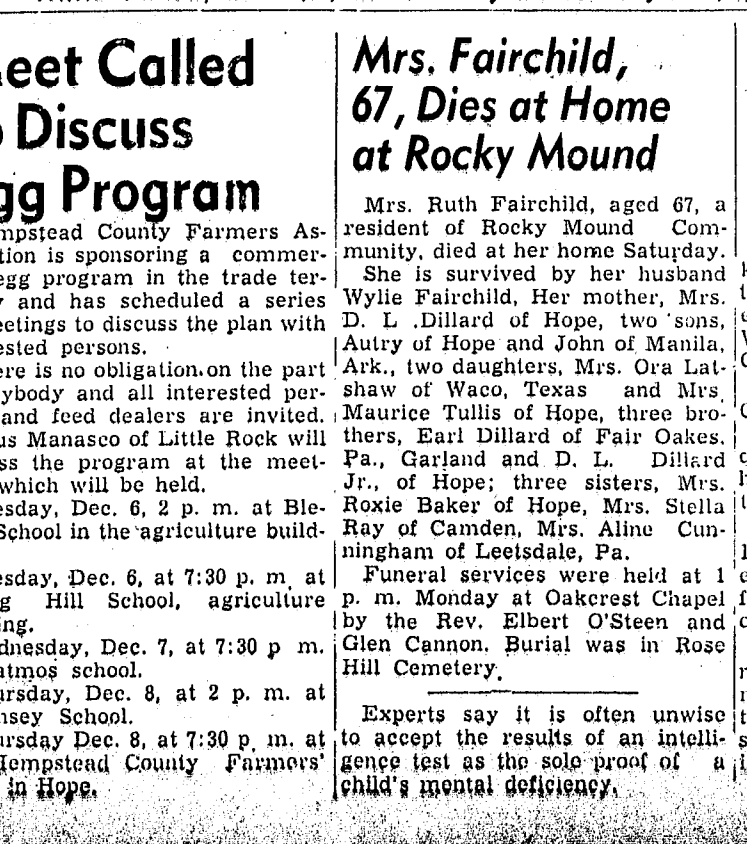 eet Called
Discuss
gg Program
mpstead County Farmers As-
tion is sponsoring a commer-
egg program in the trade ter-
and has scheduled a series
eetings to discuss the plan with
ested persons.
ere is no obligation.on the part
ybody and all interested per-
and feed dealers are invited.
us Manasco of Little Rock will
ss the program at the meet-
which will be held.
esday, Dec. 6, 2 p. m. at Ble-
School in the agriculture build-
esday, Dec. 6, at 7:30 p. m. at
g Hill School, agriculture
ing.
dnesday, Dec. 7, at 7:30 p m.
atmos school.
ursday, Dec. 8, at 2 p. m. at
nsey School.
ursday Dec. 8, at 7:30 p. m. at
Hempstead County Farmers'
in Hope.
Mrs. Fairchild,
67, Dies at Home
at Rocky Mound
Mrs. Ruth Fairchild, aged 67, a
resident of Rocky Mound Com-
munity, died at her home Saturday.
She is survived by her husband
Wylie Fairchild, Her mother, Mrs.
D. L .Dillard of Hope, two sons,
Autry of Hope and John of Manila,
Ark., two daughters, Mrs. Ora Lat-
shaw of Waco, Texas and Mrs.
Maurice Tullis of Hope, three bro-
thers, Earl Dillard of Fair Oakes.
Pa., Garland and D. L. Dillard
Jr., of Hope; three sisters, Mrs.
Roxie Baker of Hope, Mrs. Stella
Ray of Camden, Mrs. Aline Cun-
ningham of Leetsdale, Pa.
Funeral services were held at 1
p. m. Monday at Oakcrest Chapel
by the Rev. Elbert O'Steen and
Glen Cannon. Burial was in Rose
Hill Cemetery.
Experts say it is often unwise
to accept the results of an intelli-
gence test as the sole proof of a
child's mental deficiency.